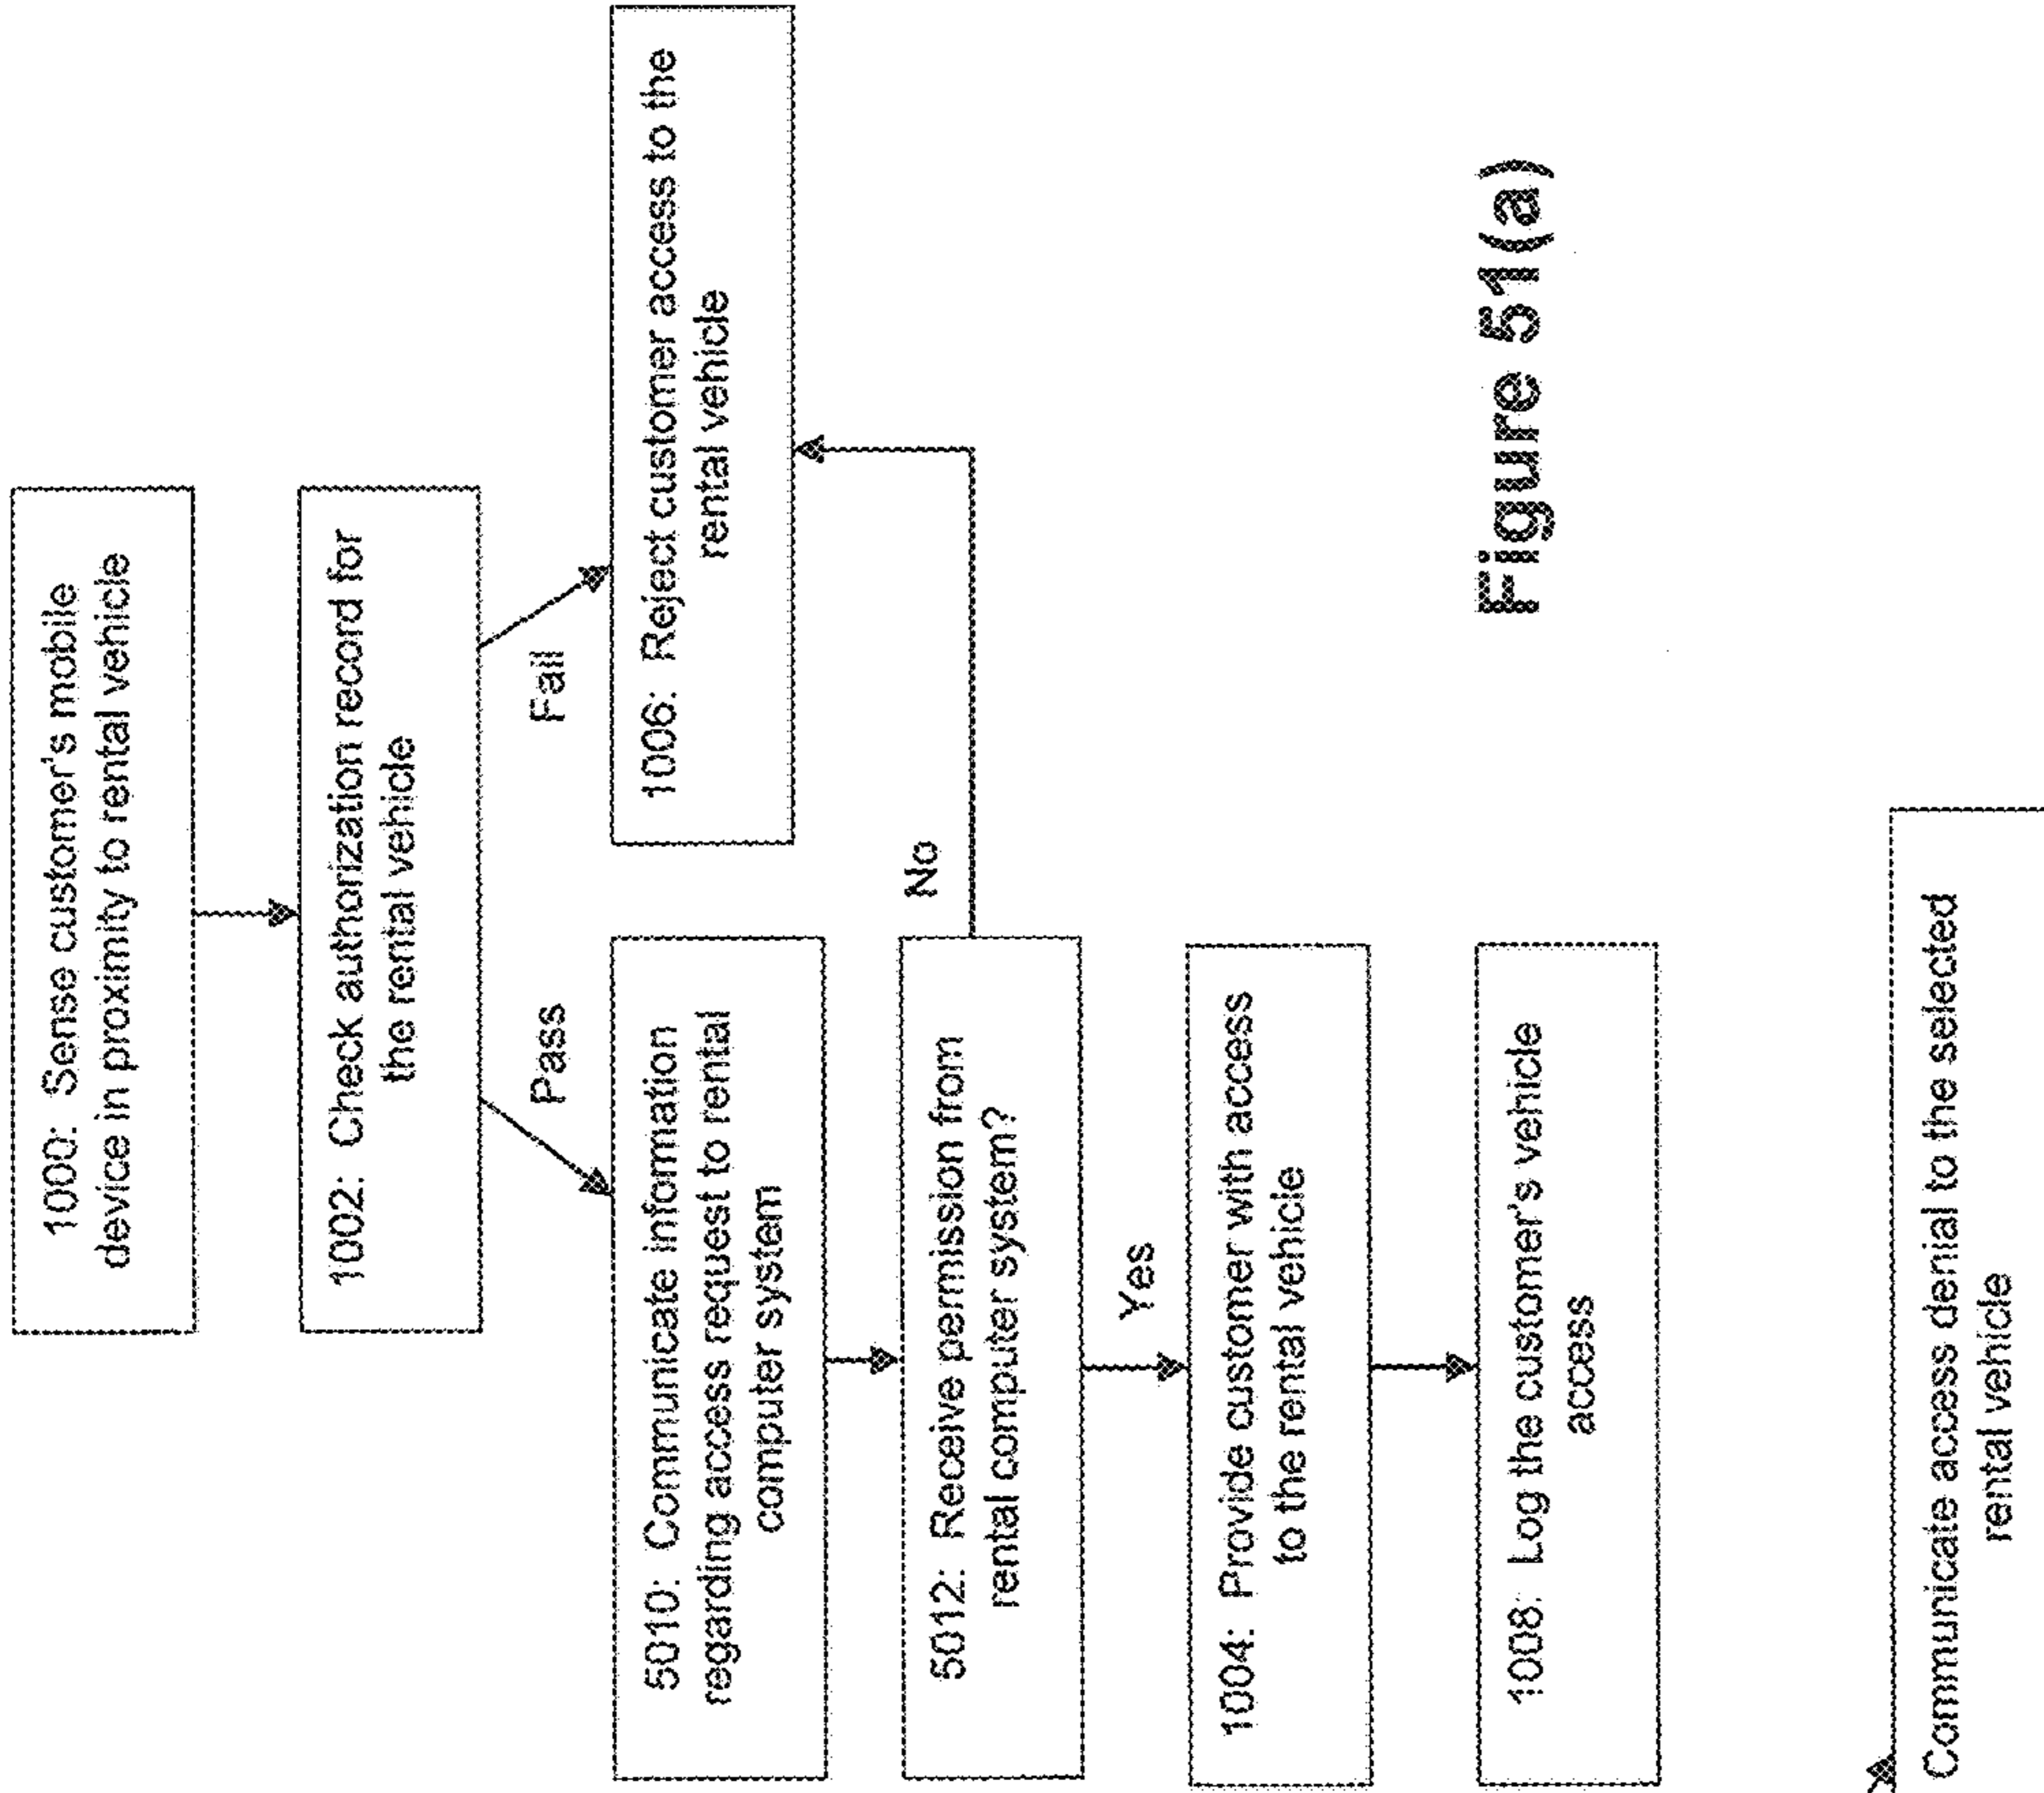 1000: Sense customer's mobile
device in proximity to rental vehicle
1002: Check authorization record for
the rental vehicle
Pass
Fail
5010: Communicate information
regarding access request to rental
computer system
1006: Reject customer access to the
rental vehicle
5012: Receive permission from
rental computer system?
No
Yes
1004: Provide customer with access
to the rental vehicle
1008: Log the customer's vehicle
access
Figure 51(a)
Communicate access denial to the selected
rental vehicle